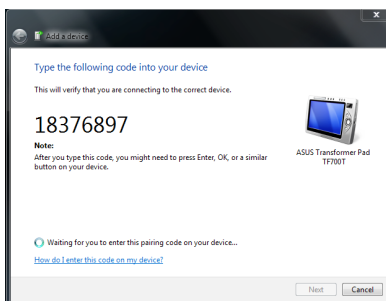 x
Add a device
Type the following code into your device
This will verify that you are connecting to the correct device.
18376897
Note:
After you type this code, you might need to press Enter, OK, or a similar
button on your device.
ASUS Transformer Pad
TF700T
Waiting for you to enter this pairing code on your device...
How do I enter this code on my device?
Next
Cancel